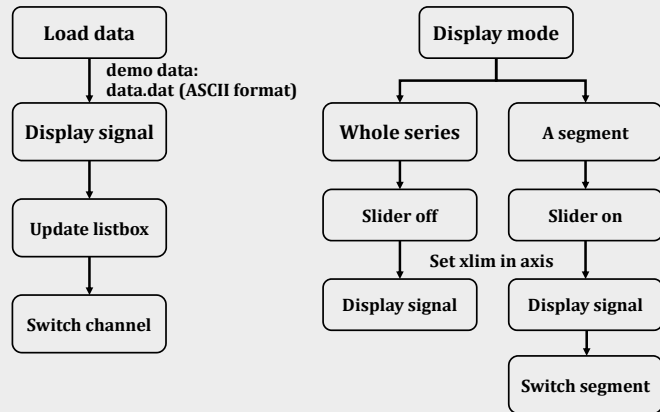 Load data
demo data:
data.dat (ASCII format)
Display signal
Update listbox
Switch channel
Display mode
Whole series
A segment
Slider off
Slider on
Set xlim in axis
Display signal
Display signal
Switch segment